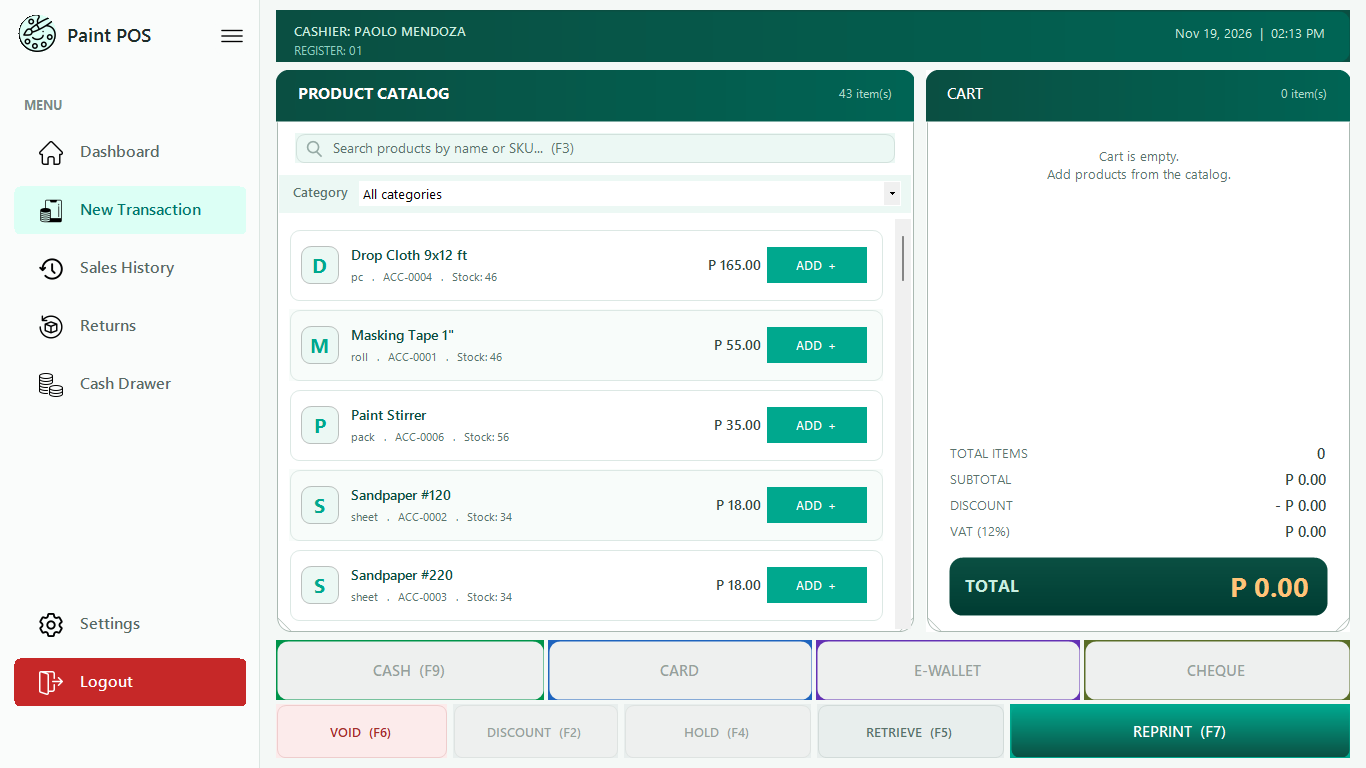 Paint POS
MENU
Dashboard
New Transaction
Sales History
Returns
Cash Drawer
Settings
Logout
CASHIER: PAOLO MENDOZA
REGISTER: 01
Nov 19, 2026 | 02:13 PM
PRODUCT CATALOG
43 item(s)
Search products by name or SKU... (F3)
Category
All categories
D
Drop Cloth 9x12 ft
pc . ACC-0004 . Stock: 46
P 165.00
ADD +
M
Masking Tape 1"
roll . ACC-0001 . Stock: 46
P 55.00
ADD +
P
Paint Stirrer
pack . ACC-0006 . Stock: 56
P 35.00
ADD +
S
Sandpaper #120
sheet . ACC-0002 . Stock: 34
P 18.00
ADD +
S
Sandpaper #220
sheet . ACC-0003 . Stock: 34
P 18.00
ADD +
CART
0 item(s)
Cart is empty.
Add products from the catalog.
TOTAL ITEMS 0
SUBTOTAL P 0.00
DISCOUNT - P 0.00
VAT (12%) P 0.00
TOTAL P 0.00
CASH (F9)
CARD
E-WALLET
CHEQUE
VOID (F6)
DISCOUNT (F2)
HOLD (F4)
RETRIEVE (F5)
REPRINT (F7)